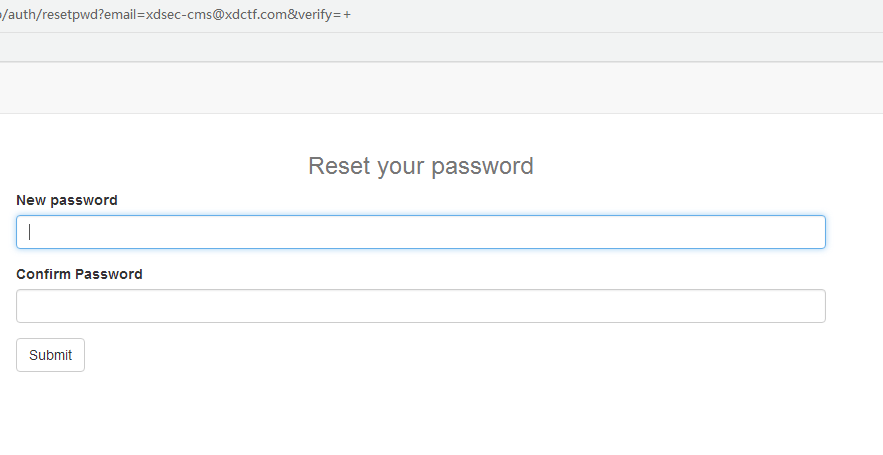 /auth/resetpwd?email=xdsec-cms@xdctf.com&verify=+
Reset your password
New password
Confirm Password
Submit